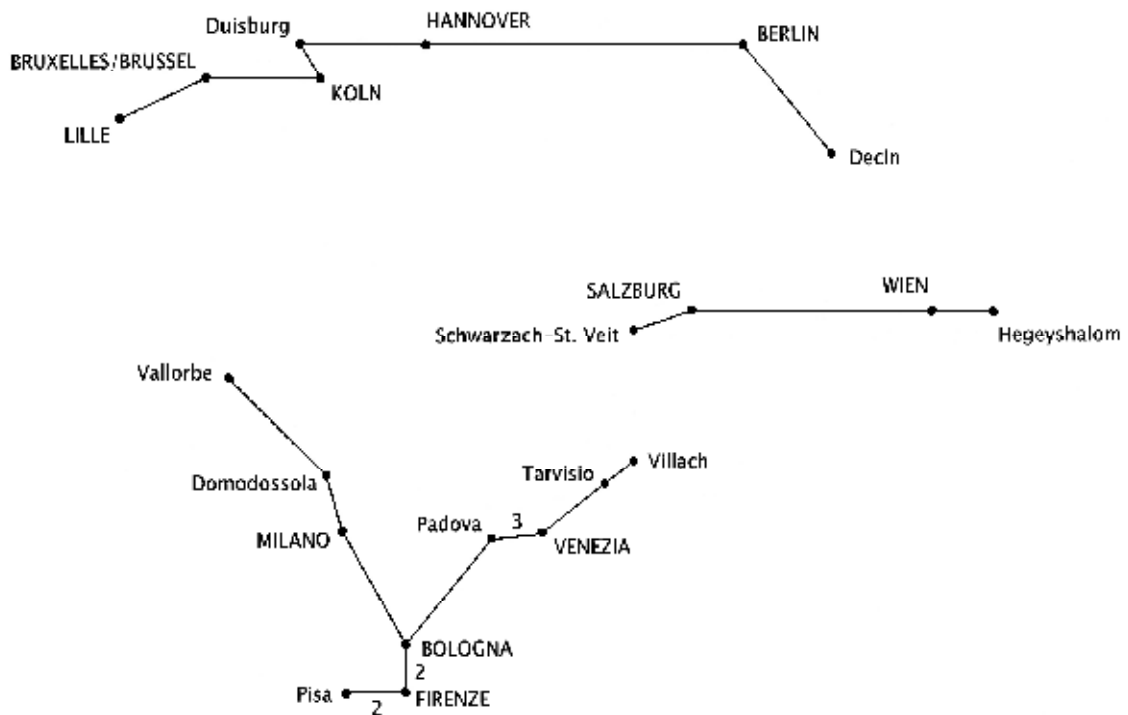 Duisburg
HANNOVER
BERLIN
BRUXELLES/BRUSSEL
KOLN
LILLE
Decin
SALZBURG
WIEN
Schwarzach-St. Veit
Hegeyshalom
Vallorbe
Domodossola
Tarvisio
Villach
MILANO
Padova
3
VENEZIA
BOLOGNA
2
Pisa
FIRENZE
2